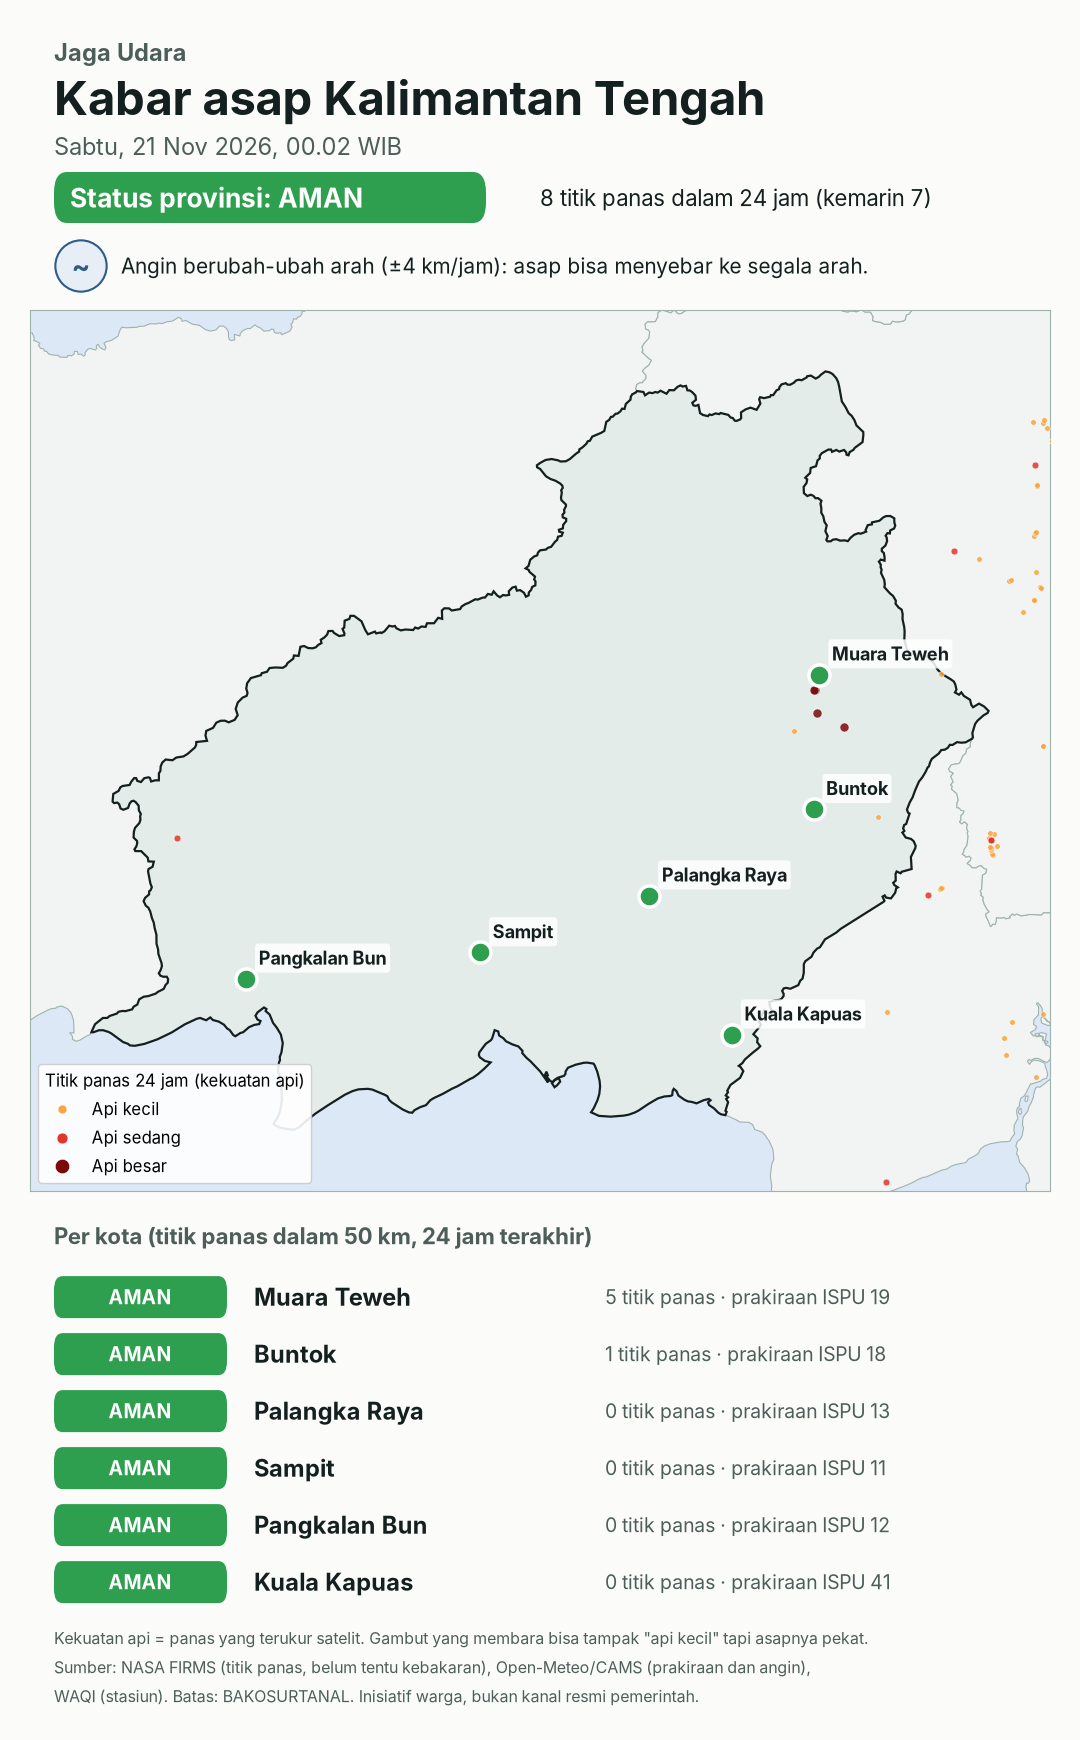 Jaga Udara
Kabar asap Kalimantan Tengah
Sabtu, 21 Nov 2026, 00.02 WIB
Status provinsi: AMAN
8 titik panas dalam 24 jam (kemarin 7)
~
Angin berubah-ubah arah (±4 km/jam): asap bisa menyebar ke segala arah.
Muara Teweh
Buntok
Palangka Raya
Sampit
Pangkalan Bun
Kuala Kapuas
Titik panas 24 jam (kekuatan api)
Api kecil
Api sedang
Api besar
Per kota (titik panas dalam 50 km, 24 jam terakhir)
AMAN Muara Teweh 5 titik panas · prakiraan ISPU 19
AMAN Buntok 1 titik panas · prakiraan ISPU 18
AMAN Palangka Raya 0 titik panas · prakiraan ISPU 13
AMAN Sampit 0 titik panas · prakiraan ISPU 11
AMAN Pangkalan Bun 0 titik panas · prakiraan ISPU 12
AMAN Kuala Kapuas 0 titik panas · prakiraan ISPU 41
Kekuatan api = panas yang terukur satelit. Gambut yang membara bisa tampak "api kecil" tapi asapnya pekat.
Sumber: NASA FIRMS (titik panas, belum tentu kebakaran), Open-Meteo/CAMS (prakiraan dan angin),
WAQI (stasiun). Batas: BAKOSURTANAL. Inisiatif warga, bukan kanal resmi pemerintah.